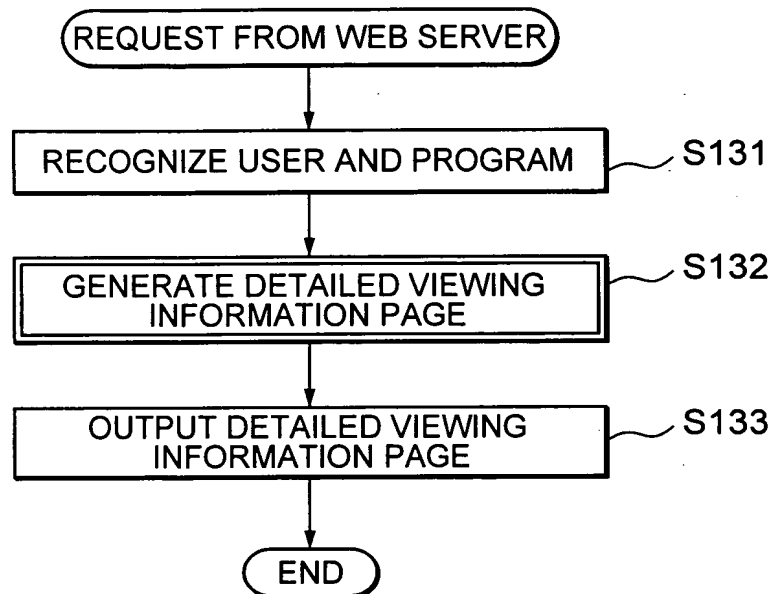 REQUEST FROM WEB SERVER
RECOGNIZE USER AND PROGRAM
S131
GENERATE DETAILED VIEWING
INFORMATION PAGE
S132
OUTPUT DETAILED VIEWING
INFORMATION PAGE
S133
END